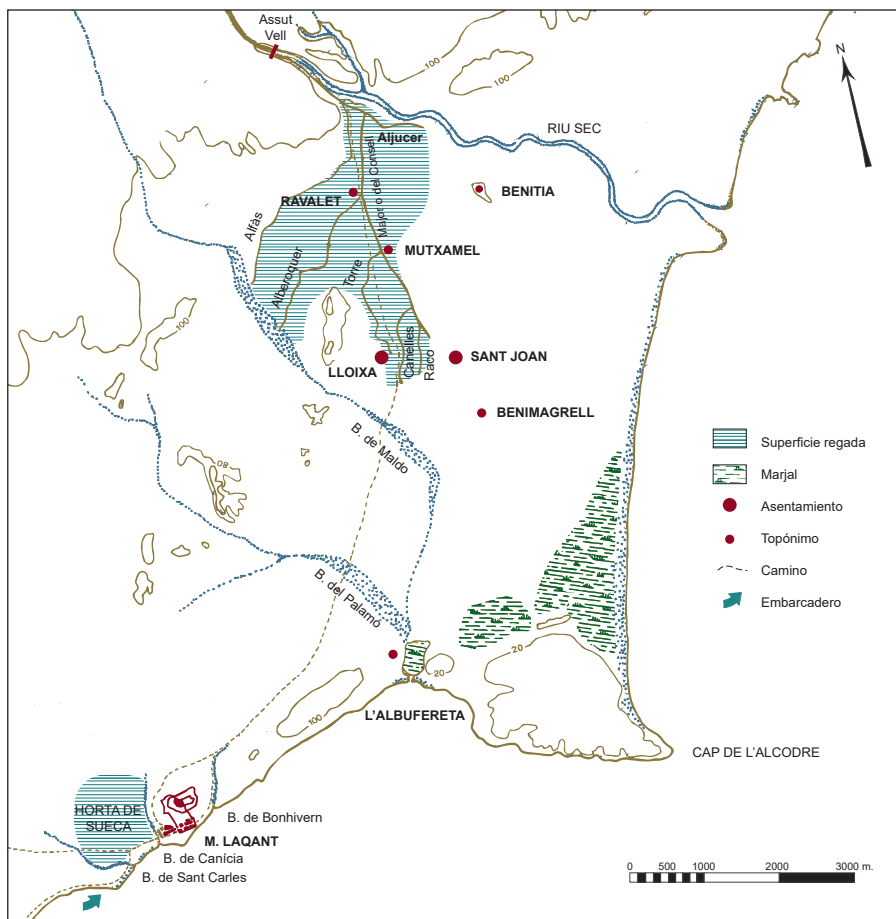 Assut
Vell
100
N
RIU SEC
Aljucer
Major o del Consell
BENITIA
RAVALET
Alfàs
MUTXAMEL
Alberoquer
Torre
100
100
LLOIXA
Canelles
Raco
SANT JOAN
BENIMAGRELL
B. de Maldo
80
Superficie regada
Marjal
Asentamiento
Topónimo
Camino
Embarcadero
B. del Palamó
20
20
100
L'ALBUFERETA
CAP DE L'ALCODRE
HORTA DE
SUECA
B. de Bonhivern
M. LAQANT
B. de Canícia
B. de Sant Carles
0 500 1000 2000 3000 m.